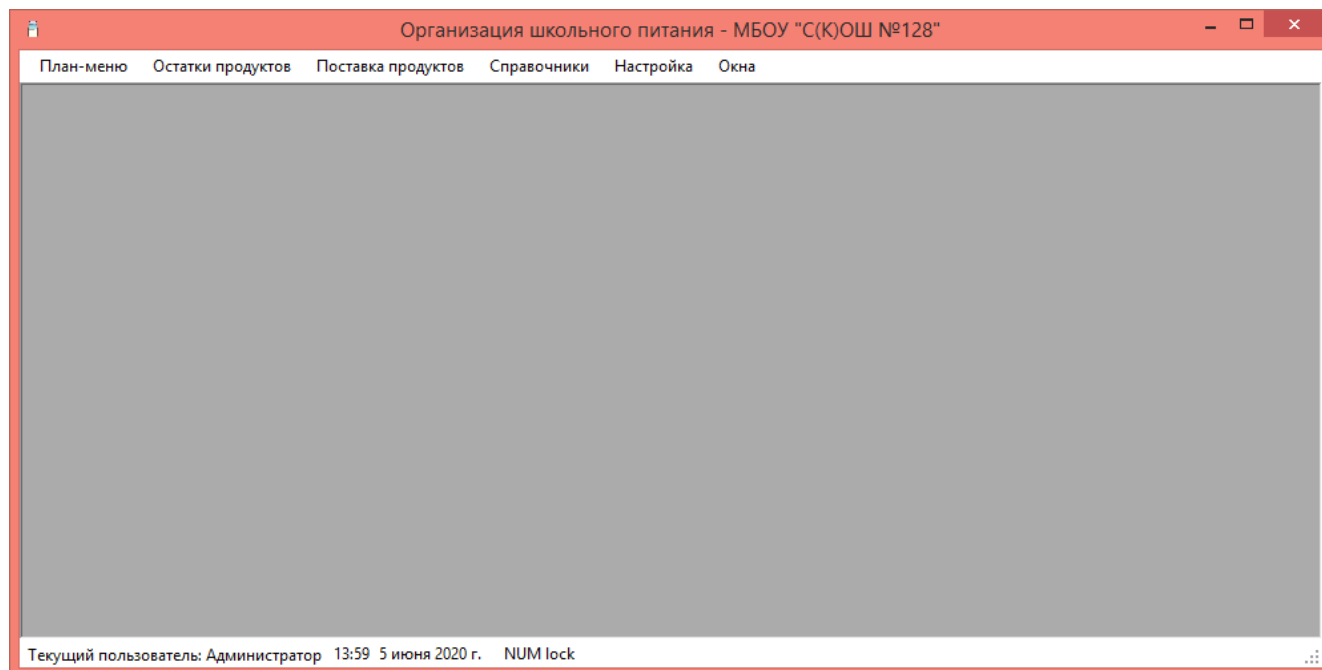 Организация школьного питания - МБОУ "С(К)ОШ №128"
План-меню Остатки продуктов Поставка продуктов Справочники Настройка Окна
Текущий пользователь: Администратор 13:59 5 июня 2020 г. NUM lock